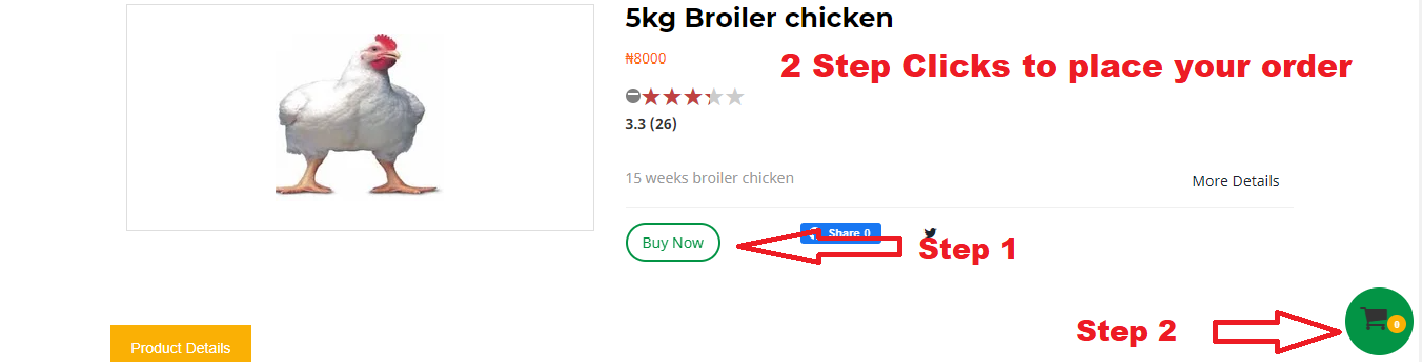 5kg Broiler chicken
₦8000
2 Step Clicks to place your order
3.3 (26)
15 weeks broiler chicken
More Details
Buy Now
Share 0
Step 1
Step 2
0
Product Details